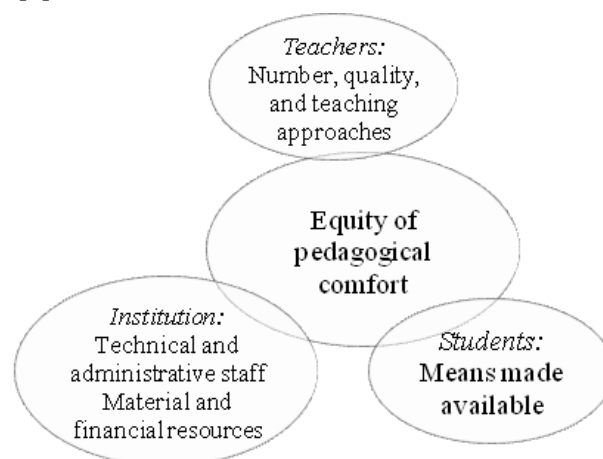 Teachers:
Number, quality,
and teaching
approaches
Equity of
pedagogical
comfort
Institution:
Technical and
administrative staff
Material and
financial resources
Students:
Means made
available